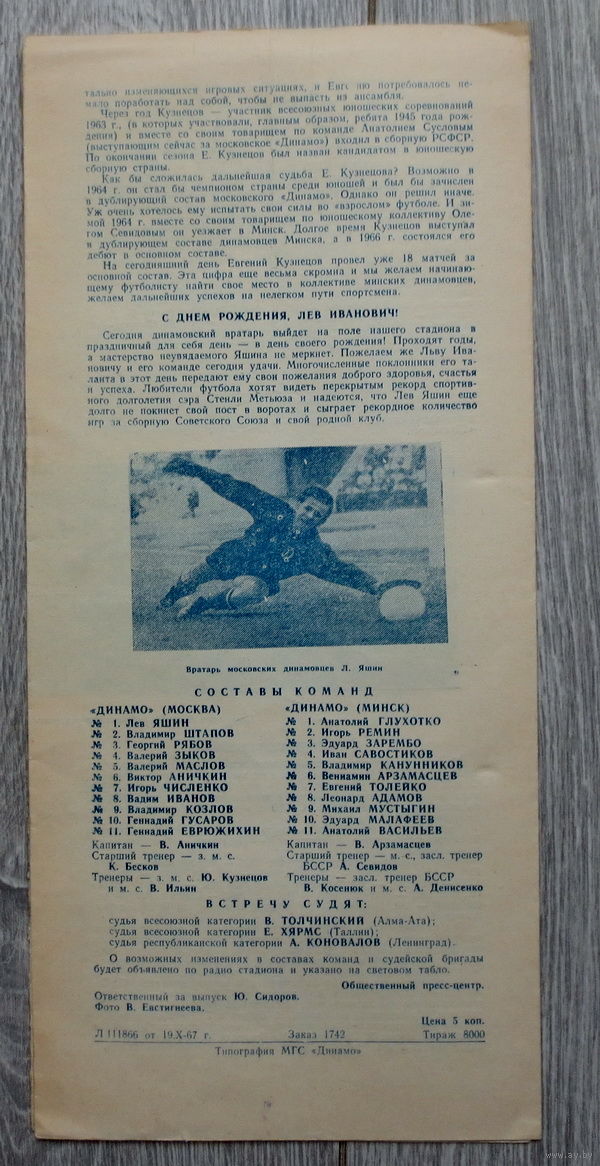 тально изменяющихся игровых ситуациях, и Евге ню потребовалось не-
мало поработать над собой, чтобы не выпасть из ансамбля.
Через год Кузнецов — участник всесоюзных юношеских соревнований
1963 г., (в которых участвовали, главным образом, ребята 1945 года рож-
дения) и вместе со своим товарищем по команде Анатолием Сусловым
(выступающим сейчас за московское «Динамо») входил в сборную РСФСР.
По окончании сезона Е. Кузнецов был назван кандидатом в юношескую
сборную страны.
Как бы сложилась дальнейшая судьба Е. Кузнецова? Возможно в
1964 г. он стал бы чемпионом страны среди юношей и был бы зачислен
в дублирующий состав московского «Динамо». Однако он решил иначе.
Уж очень хотелось ему испытать свои силы во «взрослом» футболе. И зи-
мой 1964 г. вместе со своим товарищем по юношескому коллективу Оле-
гом Севидовым он уезжает в Минск. Долгое время Кузнецов выступал
в дублирующем составе динамовцев Минска, а в 1966 г. состоялся его
дебют в основном составе.
На сегодняшний день Евгений Кузнецов провел уже 18 матчей за
основной состав. Эта цифра еще весьма скромна и мы желаем начинаю-
щему футболисту найти свое место в коллективе минских динамовцев,
желаем дальнейших успехов на нелегком пути спортсмена.
С ДНЕМ РОЖДЕНИЯ, ЛЕВ ИВАНОВИЧ!
Сегодня динамовский вратарь выйдет на поле нашего стадиона в
праздничный для себя день — в день своего рождения! Проходят годы,
а мастерство неувядаемого Яшина не меркнет. Пожелаем же Льву Ива-
новичу и его команде сегодня удачи. Многочисленные поклонники его та-
ланта в этот день передают ему свои пожелания доброго здоровья, счастья
и успеха. Любители футбола хотят видеть перекрытым рекорд спортив-
ного долголетия сэра Стенли Метьюза и надеются, что Лев Яшин еще
долго не покинет свой пост в воротах и сыграет рекордное количество
игр за сборную Советского Союза и свой родной клуб.
Вратарь московских динамовцев Л. Яшин
СОСТАВЫ КОМАНД
«ДИНАМО» (МОСКВА)
№ 1. Лев ЯШИН
№ 2. Владимир ШТАПОВ
№ 3. Георгий РЯБОВ
№ 4. Валерий ЗЫКОВ
№ 5. Валерий МАСЛОВ
№ 6. Виктор АНИЧКИН
№ 7. Игорь ЧИСЛЕНКО
№ 8. Вадим ИВАНОВ
№ 9. Владимир КОЗЛОВ
№ 10. Геннадий ГУСАРОВ
№ 11. Геннадий ЕВРЮЖИХИН
Капитан — В. Аничкин
Старший тренер — з. м. с.
К. Бесков
Тренеры — з. м. с. Ю. Кузнецов
и м. с. В. Ильин
«ДИНАМО» (МИНСК)
№ 1. Анатолий ГЛУХОТКО
№ 2. Игорь РЕМИН
№ 3. Эдуард ЗАРЕМБО
№ 4. Иван САВОСТИКОВ
№ 5. Владимир КАНУННИКОВ
№ 6. Вениамин АРЗАМАСЦЕВ
№ 7. Евгений ТОЛЕЙКО
№ 8. Леонард АДАМОВ
№ 9. Михаил МУСТЫГИН
№ 10. Эдуард МАЛАФЕЕВ
№ 11. Анатолий ВАСИЛЬЕВ
Капитан — В. Арзамасцев
Старший тренер — м. с., засл. тренер
БССР А. Севидов
Тренеры — засл. тренер БССР
В. Косенюк и м. с. А. Денисенко
ВСТРЕЧУ СУДЯТ:
судья всесоюзной категории В. ТОЛЧИНСКИЙ (Алма-Ата);
судья всесоюзной категории Е. ХЯРМС (Таллин);
судья республиканской категории А. КОНОВАЛОВ (Ленинград).
О возможных изменениях в составах команд и судейской бригады
будет объявлено по радио стадиона и указано на световом табло.
Общественный пресс-центр.
Ответственный за выпуск Ю. Сидоров.
Фото В. Евстигнеева.
Цена 5 коп.
Л 111866 от 19.X-67 г. Заказ 1742 Тираж 8000
Типография МГС «Динамо»
www.ay.by